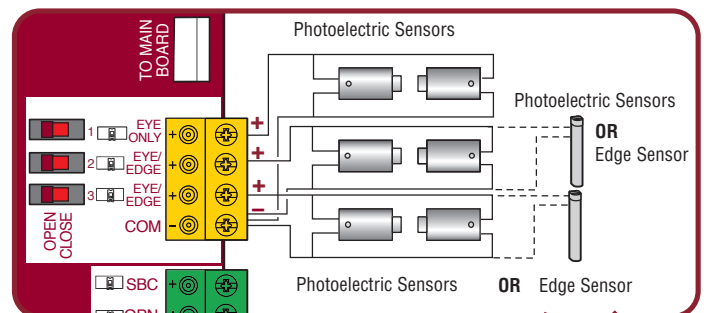 Photoelectric Sensors
TO MAIN
BOARD
Photoelectric Sensors
OR
Edge Sensor
1
EYE
ONLY
+
+
2
EYE/
EDGE
+
+
3
EYE/
EDGE
+
+
COM
-
–
OPEN
CLOSE
Photoelectric Sensors OR Edge Sensor
SBC
+
OPN